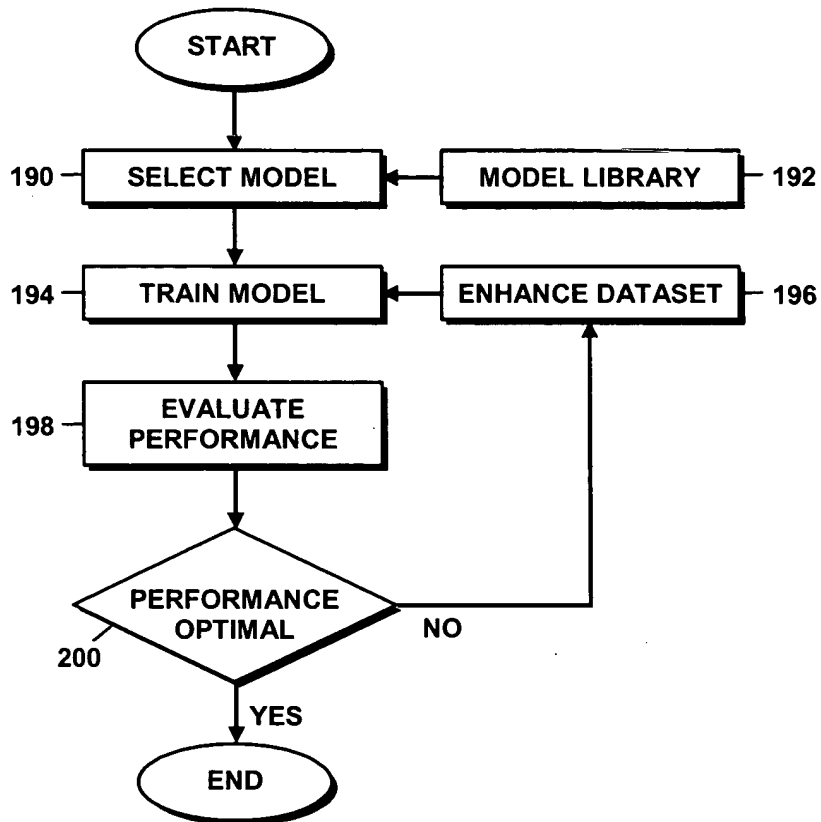 START
190
SELECT MODEL
MODEL LIBRARY
192
194
TRAIN MODEL
ENHANCE DATASET
196
198
EVALUATE
PERFORMANCE
PERFORMANCE
OPTIMAL
200
NO
YES
END